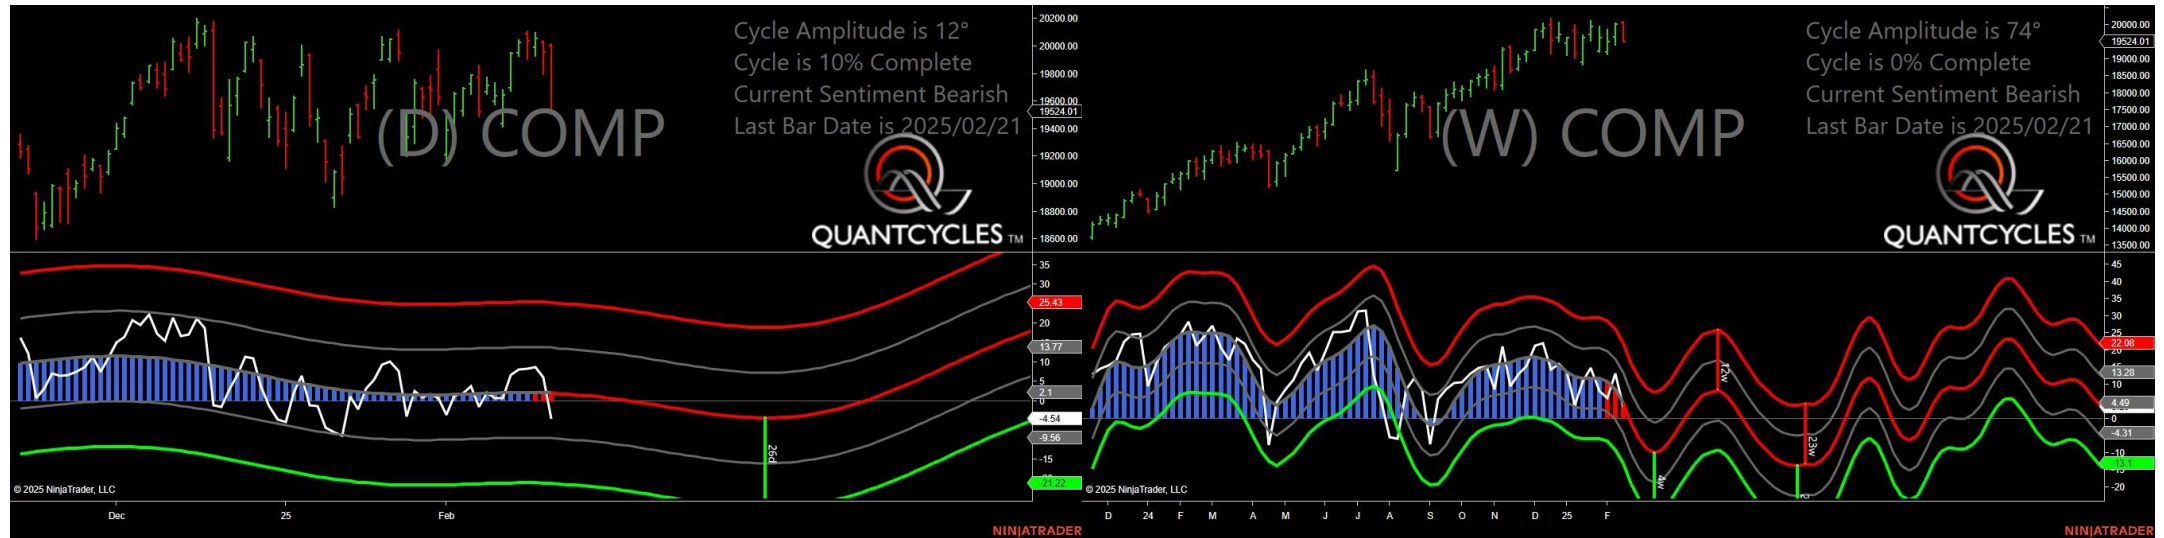 Cycle Amplitude is 12°
Cycle is 10% Complete
Current Sentiment Bearish
Last Bar Date is 2025/02/21
(D) COMP
QUANTCYCLES TM
20200.00
20000.00
19800.00
19600.00
19524.01
19400.00
19200.00
19000.00
18800.00
18600.00
35
30
25.43
20
13.77
10
5
2.1
0
-4.54
-9.56
-15
-21.22
26d
© 2025 NinjaTrader, LLC
Dec
25
Feb
NINJATRADER
Cycle Amplitude is 74°
Cycle is 0% Complete
Current Sentiment Bearish
Last Bar Date is 2025/02/21
(W) COMP
QUANTCYCLES TM
20000.00
19524.01
19000.00
18500.00
18000.00
17500.00
17000.00
16500.00
16000.00
15500.00
15000.00
14500.00
14000.00
13500.00
45
40
35
30
25
22.08
13.28
10
4.49
0
-4.31
-10
-13.1
-20
12w
23w
4w
© 2025 NinjaTrader, LLC
D 24 F M A M J J A S O N D 25 F
NINJATRADER